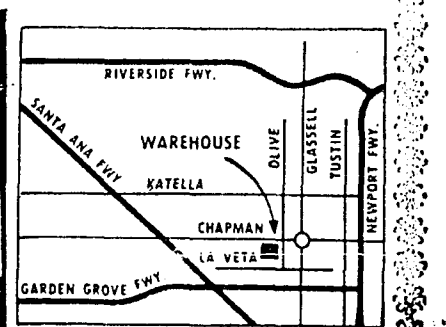 RIVERSIDE FWY.
SANTA ANA FWY
WAREHOUSE
OLIVE
GLASSELL
TUSTIN
NEWPORT FWY.
KATELLA
CHAPMAN
LA VETA
GARDEN GROVE FWY.